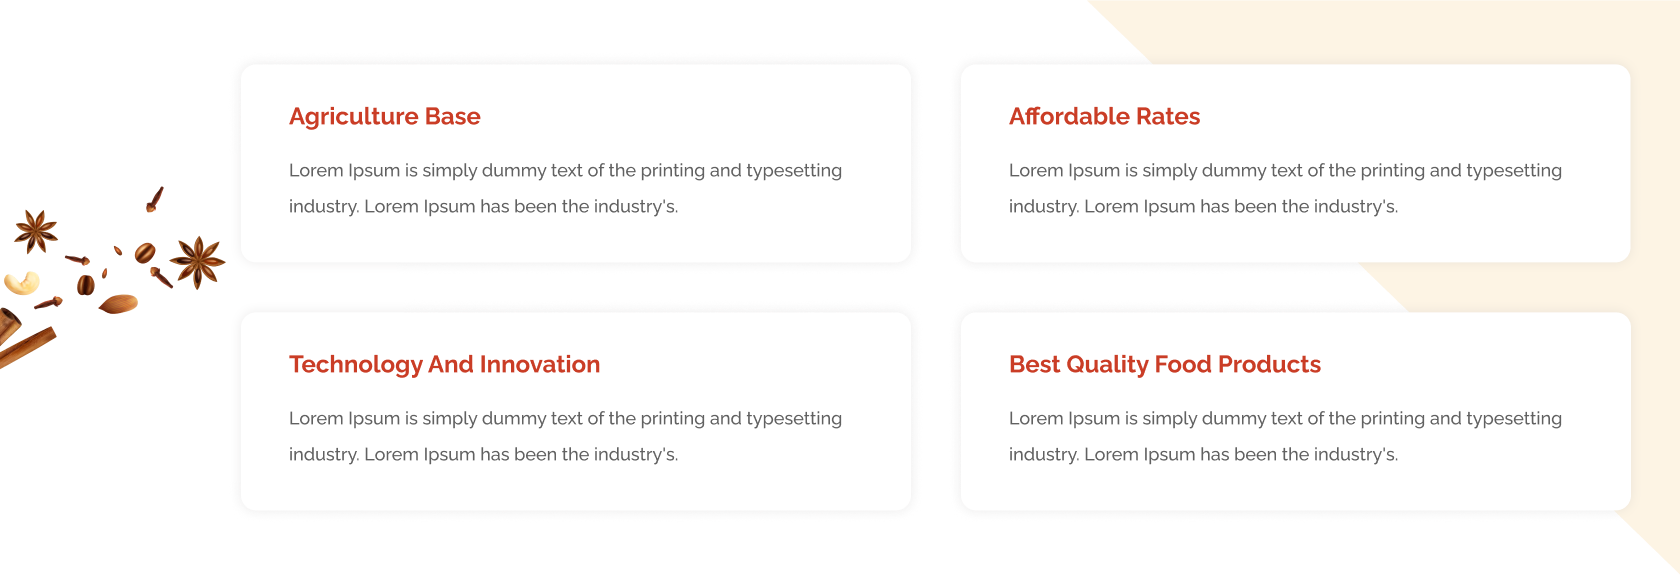 Agriculture Base
Lorem Ipsum is simply dummy text of the printing and typesetting
industry. Lorem Ipsum has been the industry's.
Affordable Rates
Lorem Ipsum is simply dummy text of the printing and typesetting
industry. Lorem Ipsum has been the industry's.
Technology And Innovation
Lorem Ipsum is simply dummy text of the printing and typesetting
industry. Lorem Ipsum has been the industry's.
Best Quality Food Products
Lorem Ipsum is simply dummy text of the printing and typesetting
industry. Lorem Ipsum has been the industry's.